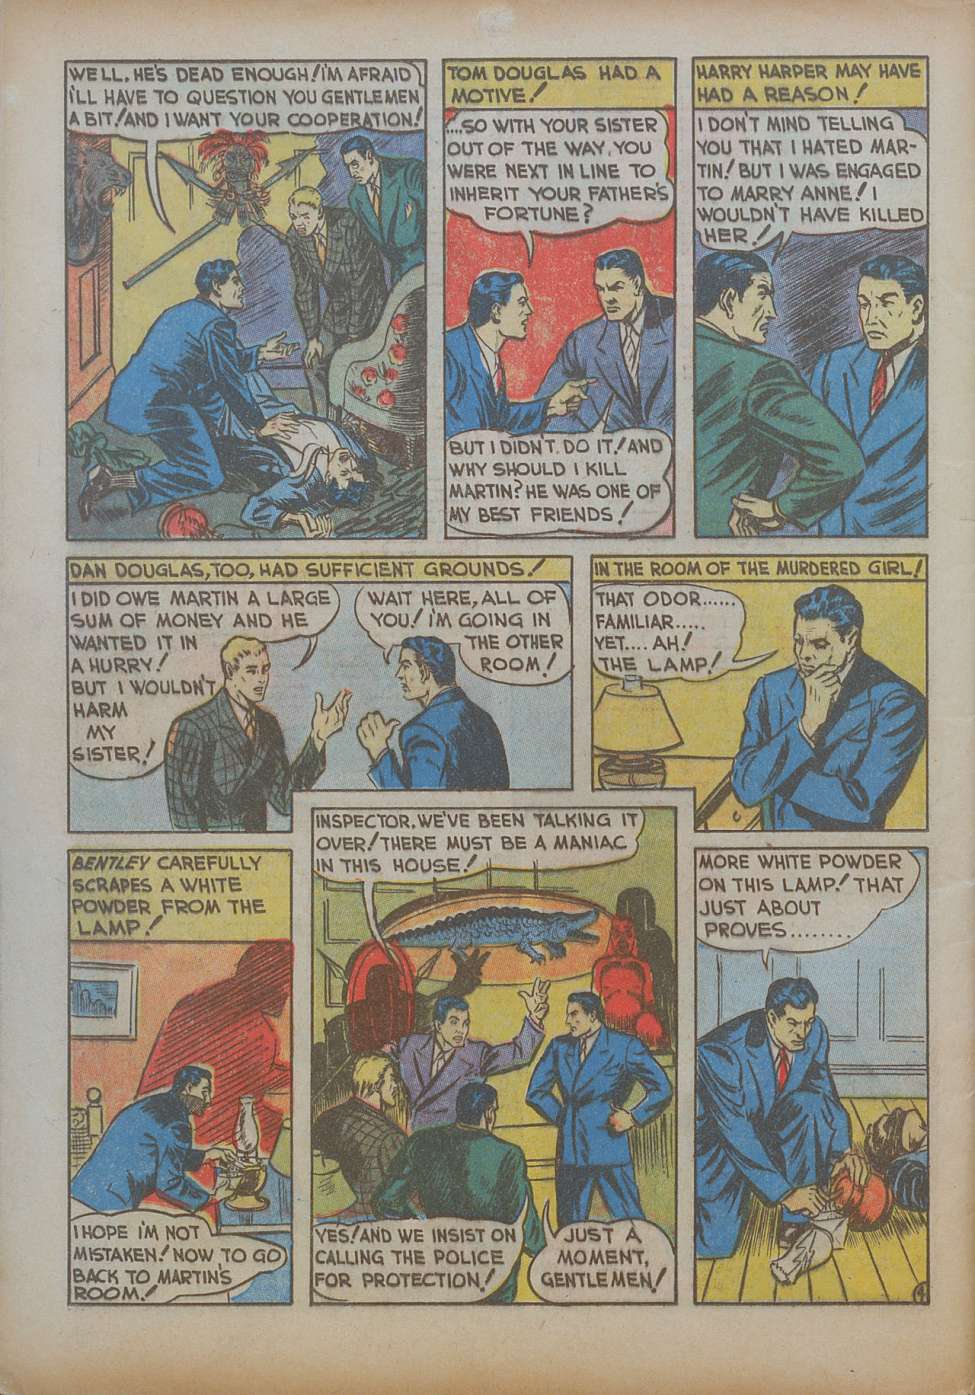 WELL, HE'S DEAD ENOUGH! I'M AFRAID
I'LL HAVE TO QUESTION YOU GENTLEMEN
A BIT! AND I WANT YOUR COOPERATION!
TOM DOUGLAS HAD A
MOTIVE!
....SO WITH YOUR SISTER
OUT OF THE WAY, YOU
WERE NEXT IN LINE TO
INHERIT YOUR FATHER'S
FORTUNE?
BUT I DIDN'T DO IT! AND
WHY SHOULD I KILL
MARTIN? HE WAS ONE OF
MY BEST FRIENDS!
HARRY HARPER MAY HAVE
HAD A REASON!
I DON'T MIND TELLING
YOU THAT I HATED MAR-
TIN! BUT I WAS ENGAGED
TO MARRY ANNE! I
WOULDN'T HAVE KILLED
HER!
DAN DOUGLAS, TOO, HAD SUFFICIENT GROUNDS!
I DID OWE MARTIN A LARGE
SUM OF MONEY AND HE
WANTED IT IN
A HURRY!
BUT I WOULDN'T
HARM
MY
SISTER!
WAIT HERE, ALL OF
YOU! I'M GOING IN
THE OTHER
ROOM!
IN THE ROOM OF THE MURDERED GIRL!
THAT ODOR......
FAMILIAR.....
YET.... AH!
THE LAMP!
BENTLEY CAREFULLY
SCRAPES A WHITE
POWDER FROM THE
LAMP!
I HOPE I'M NOT
MISTAKEN! NOW TO GO
BACK TO MARTIN'S
ROOM!
INSPECTOR, WE'VE BEEN TALKING IT
OVER! THERE MUST BE A MANIAC
IN THIS HOUSE!
YES! AND WE INSIST ON
CALLING THE POLICE
FOR PROTECTION!
JUST A
MOMENT,
GENTLEMEN!
MORE WHITE POWDER
ON THIS LAMP! THAT
JUST ABOUT
PROVES........
4